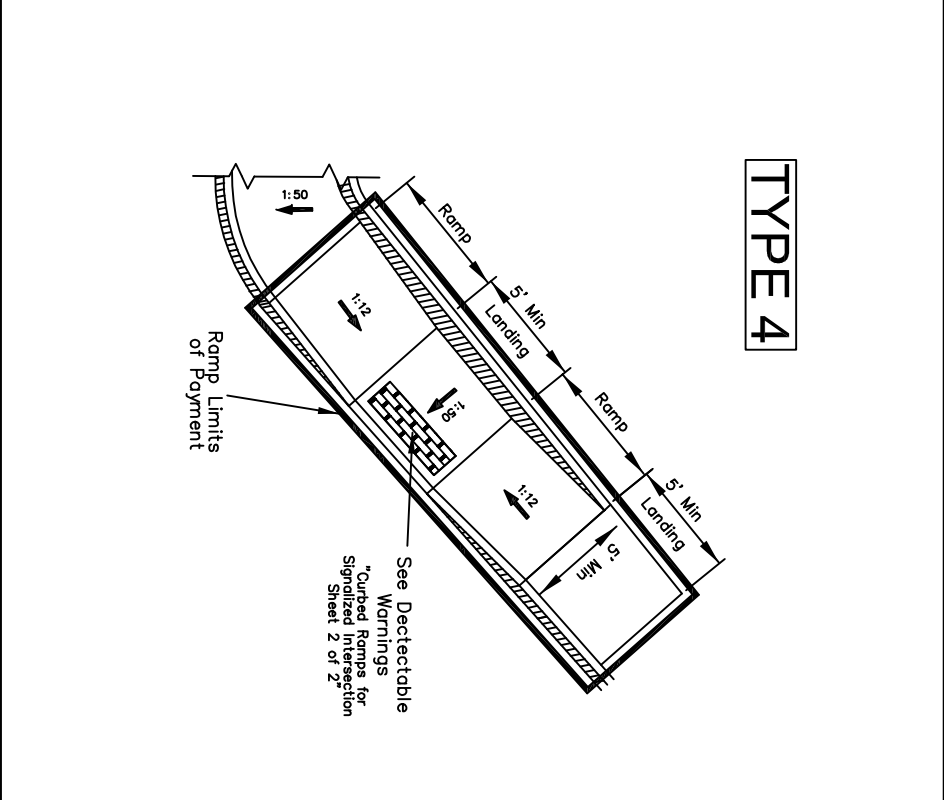 TYPE 4
1:50
Ramp
5' Min
Landing
Ramp
5' Min
Landing
1:12
1:50
1:12
5' Min
Ramp Limits
of Payment
See Dectectable
Warnings
"Curbed Ramps for
Signalized Intersection
Sheet 2 of 2"